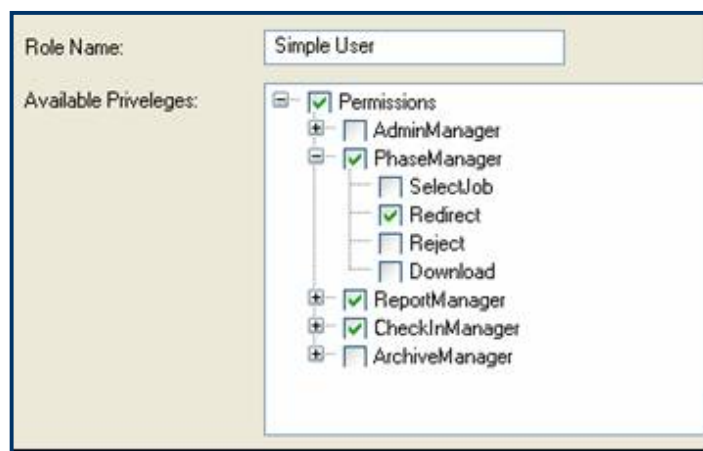 Role Name: Simple User
Available Priveleges: Permissions
AdminManager
PhaseManager
SelectJob
Redirect
Reject
Download
ReportManager
CheckInManager
ArchiveManager